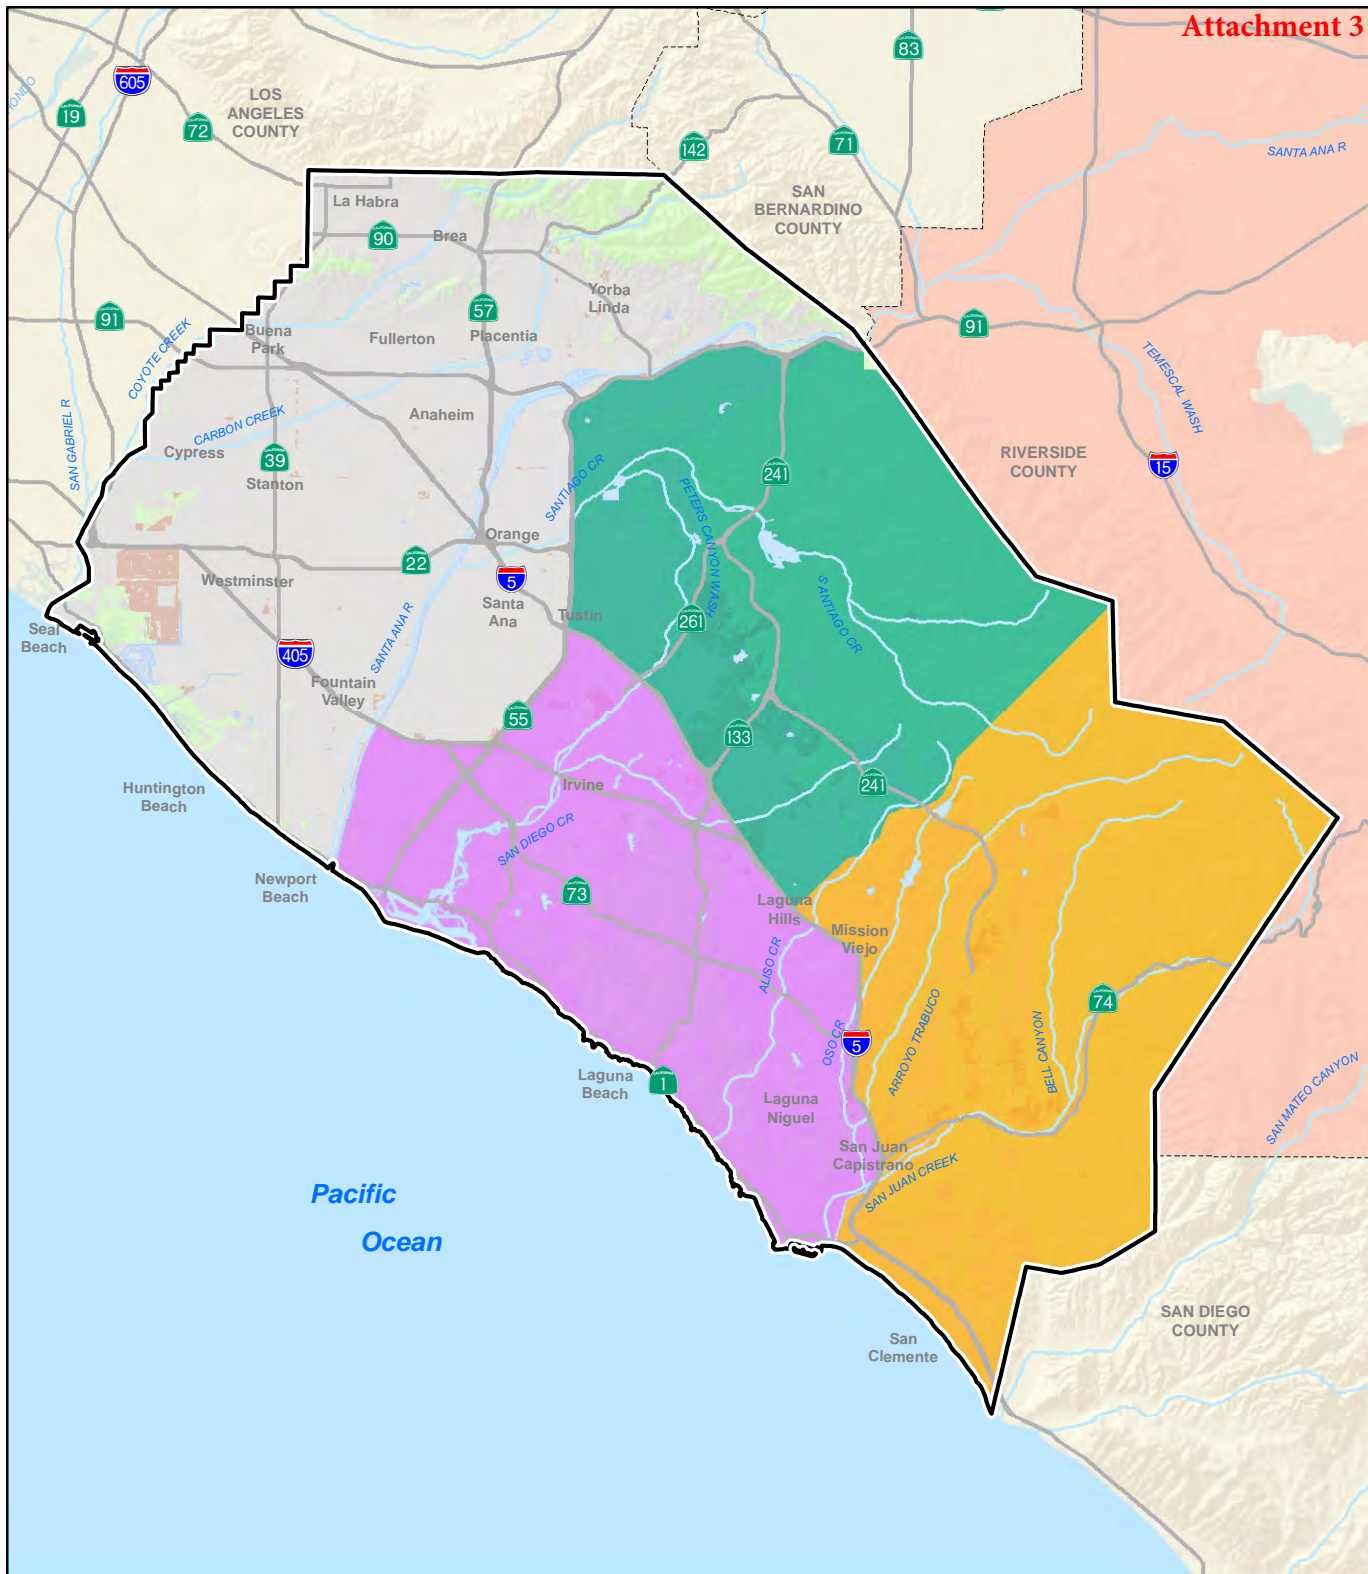 Attachment 3
83
605
LOS
ANGELES
COUNTY
19
72
142
71
SANTA ANA R
SAN
BERNARDINO
COUNTY
La Habra
90
Brea
57
Yorba
Linda
91
COYOTE CREEK
Buena
Park
Fullerton
Placentia
91
TEMESCAL WASH
SAN GABRIEL R
CARBON CREEK
Anaheim
Cypress
39
Stanton
SANTIAGO CR
241
PETERS CANYON WASH
RIVERSIDE
COUNTY
15
Orange
22
Westminster
5
Santa
Ana
Tustin
261
S SANTIAGO CR
Seal
Beach
405
SANTA ANA R
Fountain
Valley
55
133
241
Huntington
Beach
Irvine
SAN DIEGO CR
Newport
Beach
73
Laguna
Hills
Mission
Viejo
ALISO CR
74
OSO CR
5
ARROYO TRABUCO
BELL CANYON
Laguna
Beach
1
Laguna
Niguel
SAN MATEO CANYON
San Juan
Capistrano
SAN JUAN CREEK
Pacific
Ocean
SAN DIEGO
COUNTY
San
Clemente